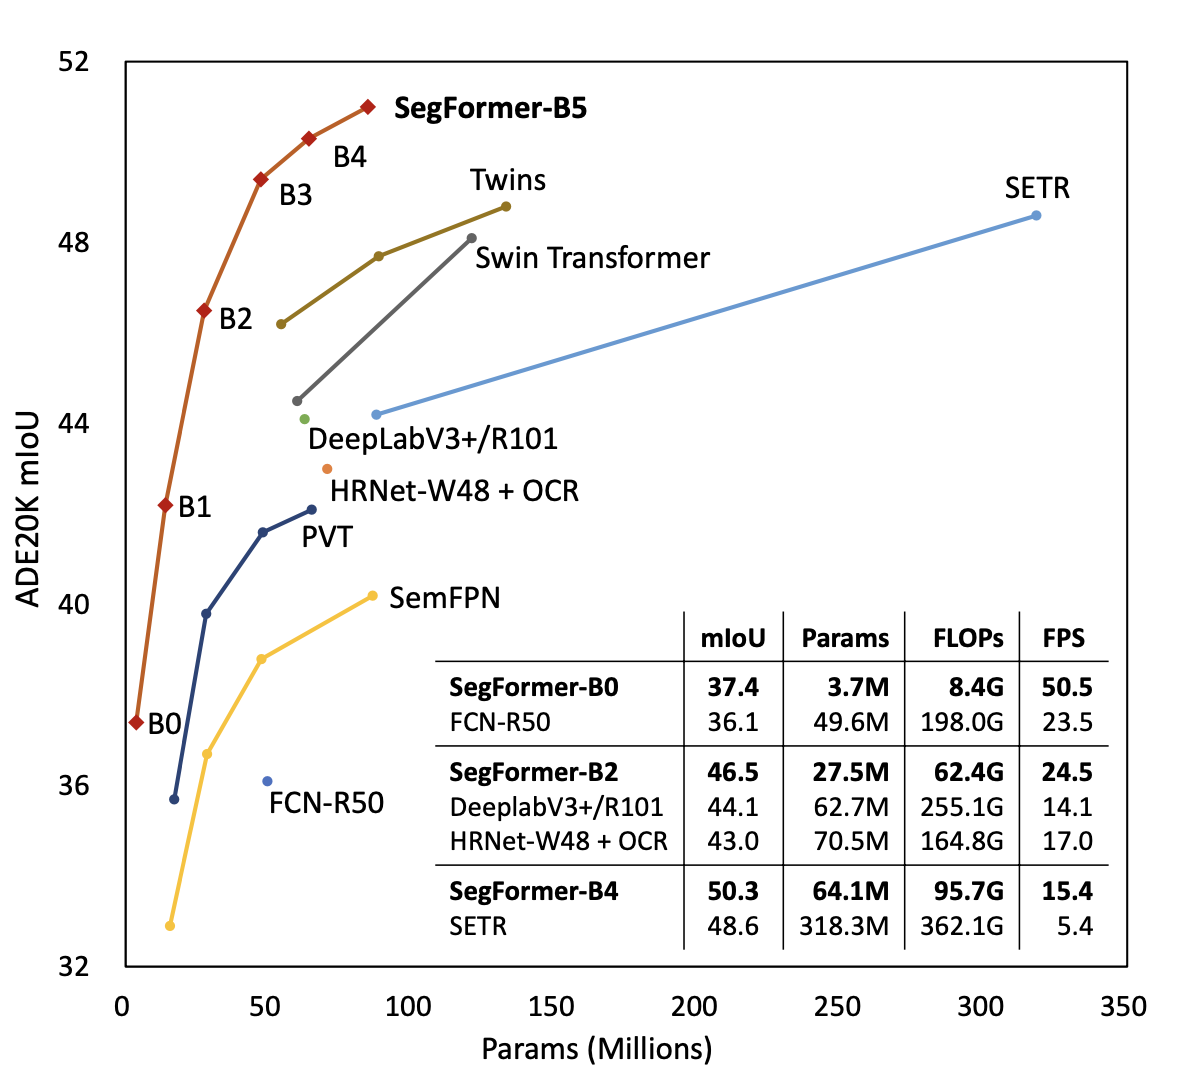 52
SegFormer-B5
B4
Twins
SETR
B3
48
Swin Transformer
B2
44
DeepLabV3+/R101
HRNet-W48 + OCR
B1
PVT
ADE20K mIoU
40
SemFPN
mIoU Params FLOPs FPS
SegFormer-B0 37.4 3.7M 8.4G 50.5
FCN-R50 36.1 49.6M 198.0G 23.5
SegFormer-B2 46.5 27.5M 62.4G 24.5
DeeplabV3+/R101 44.1 62.7M 255.1G 14.1
HRNet-W48 + OCR 43.0 70.5M 164.8G 17.0
SegFormer-B4 50.3 64.1M 95.7G 15.4
SETR 48.6 318.3M 362.1G 5.4
B0
36
FCN-R50
32
0 50 100 150 200 250 300 350
Params (Millions)